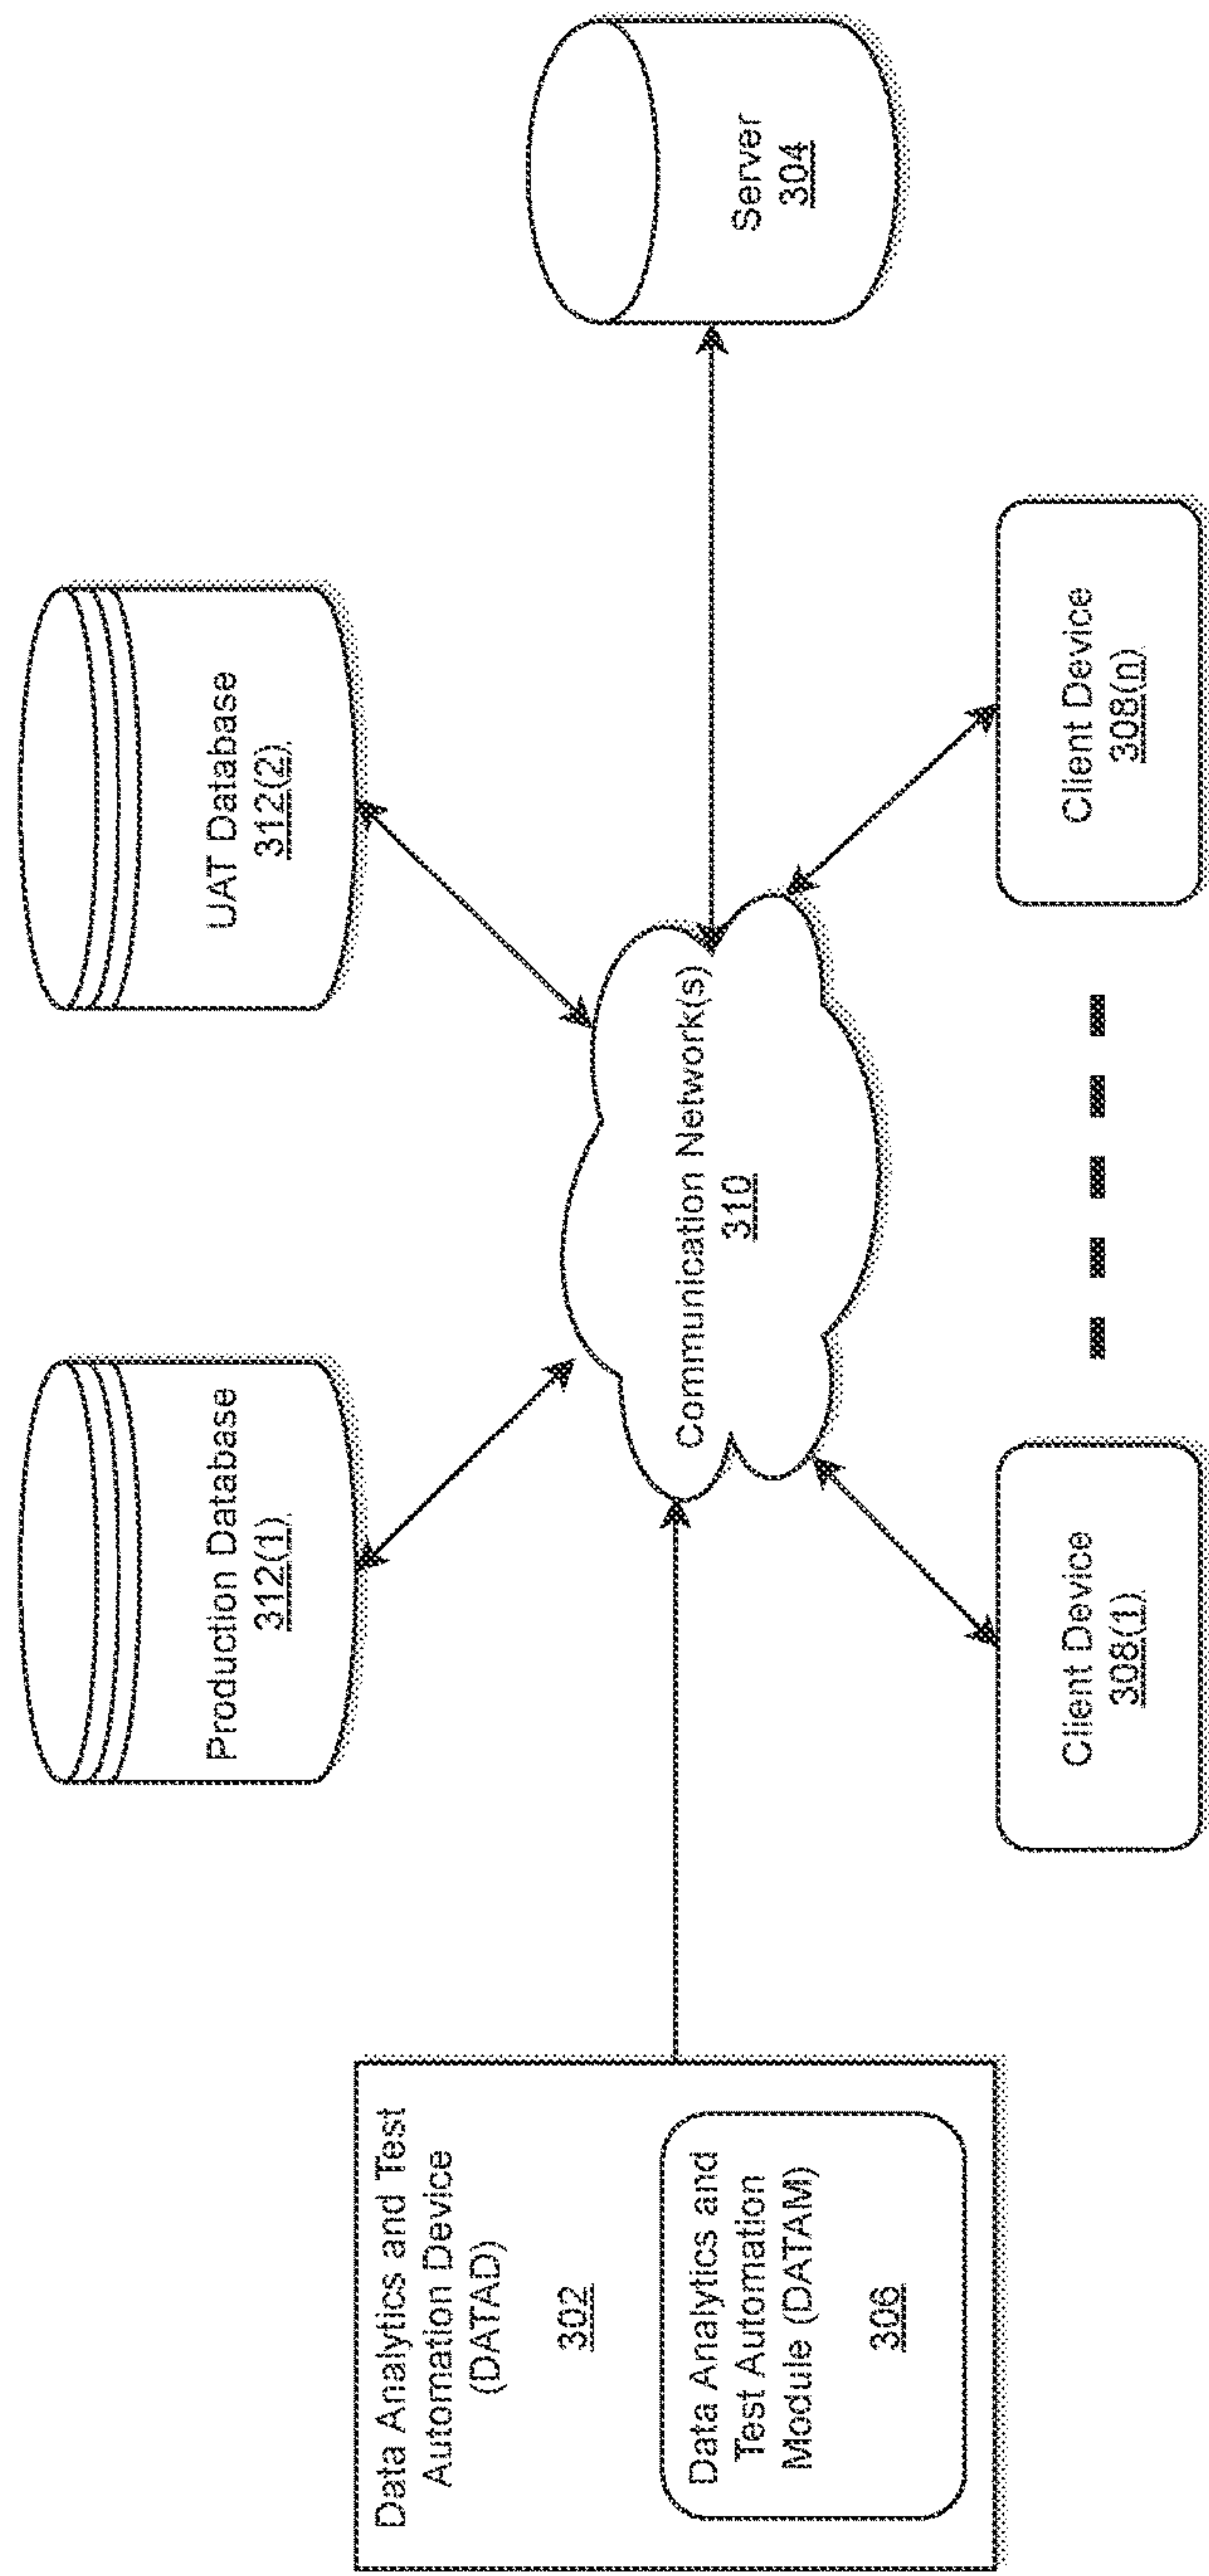 Production Database
312(1)
UAT Database
312(2)
Data Analytics and Test
Automation Device
(DATAD)
302
Data Analytics and
Test Automation
Module (DATAM)
306
Communication Network(s)
310
Server
304
Client Device
308(1)
Client Device
308(n)